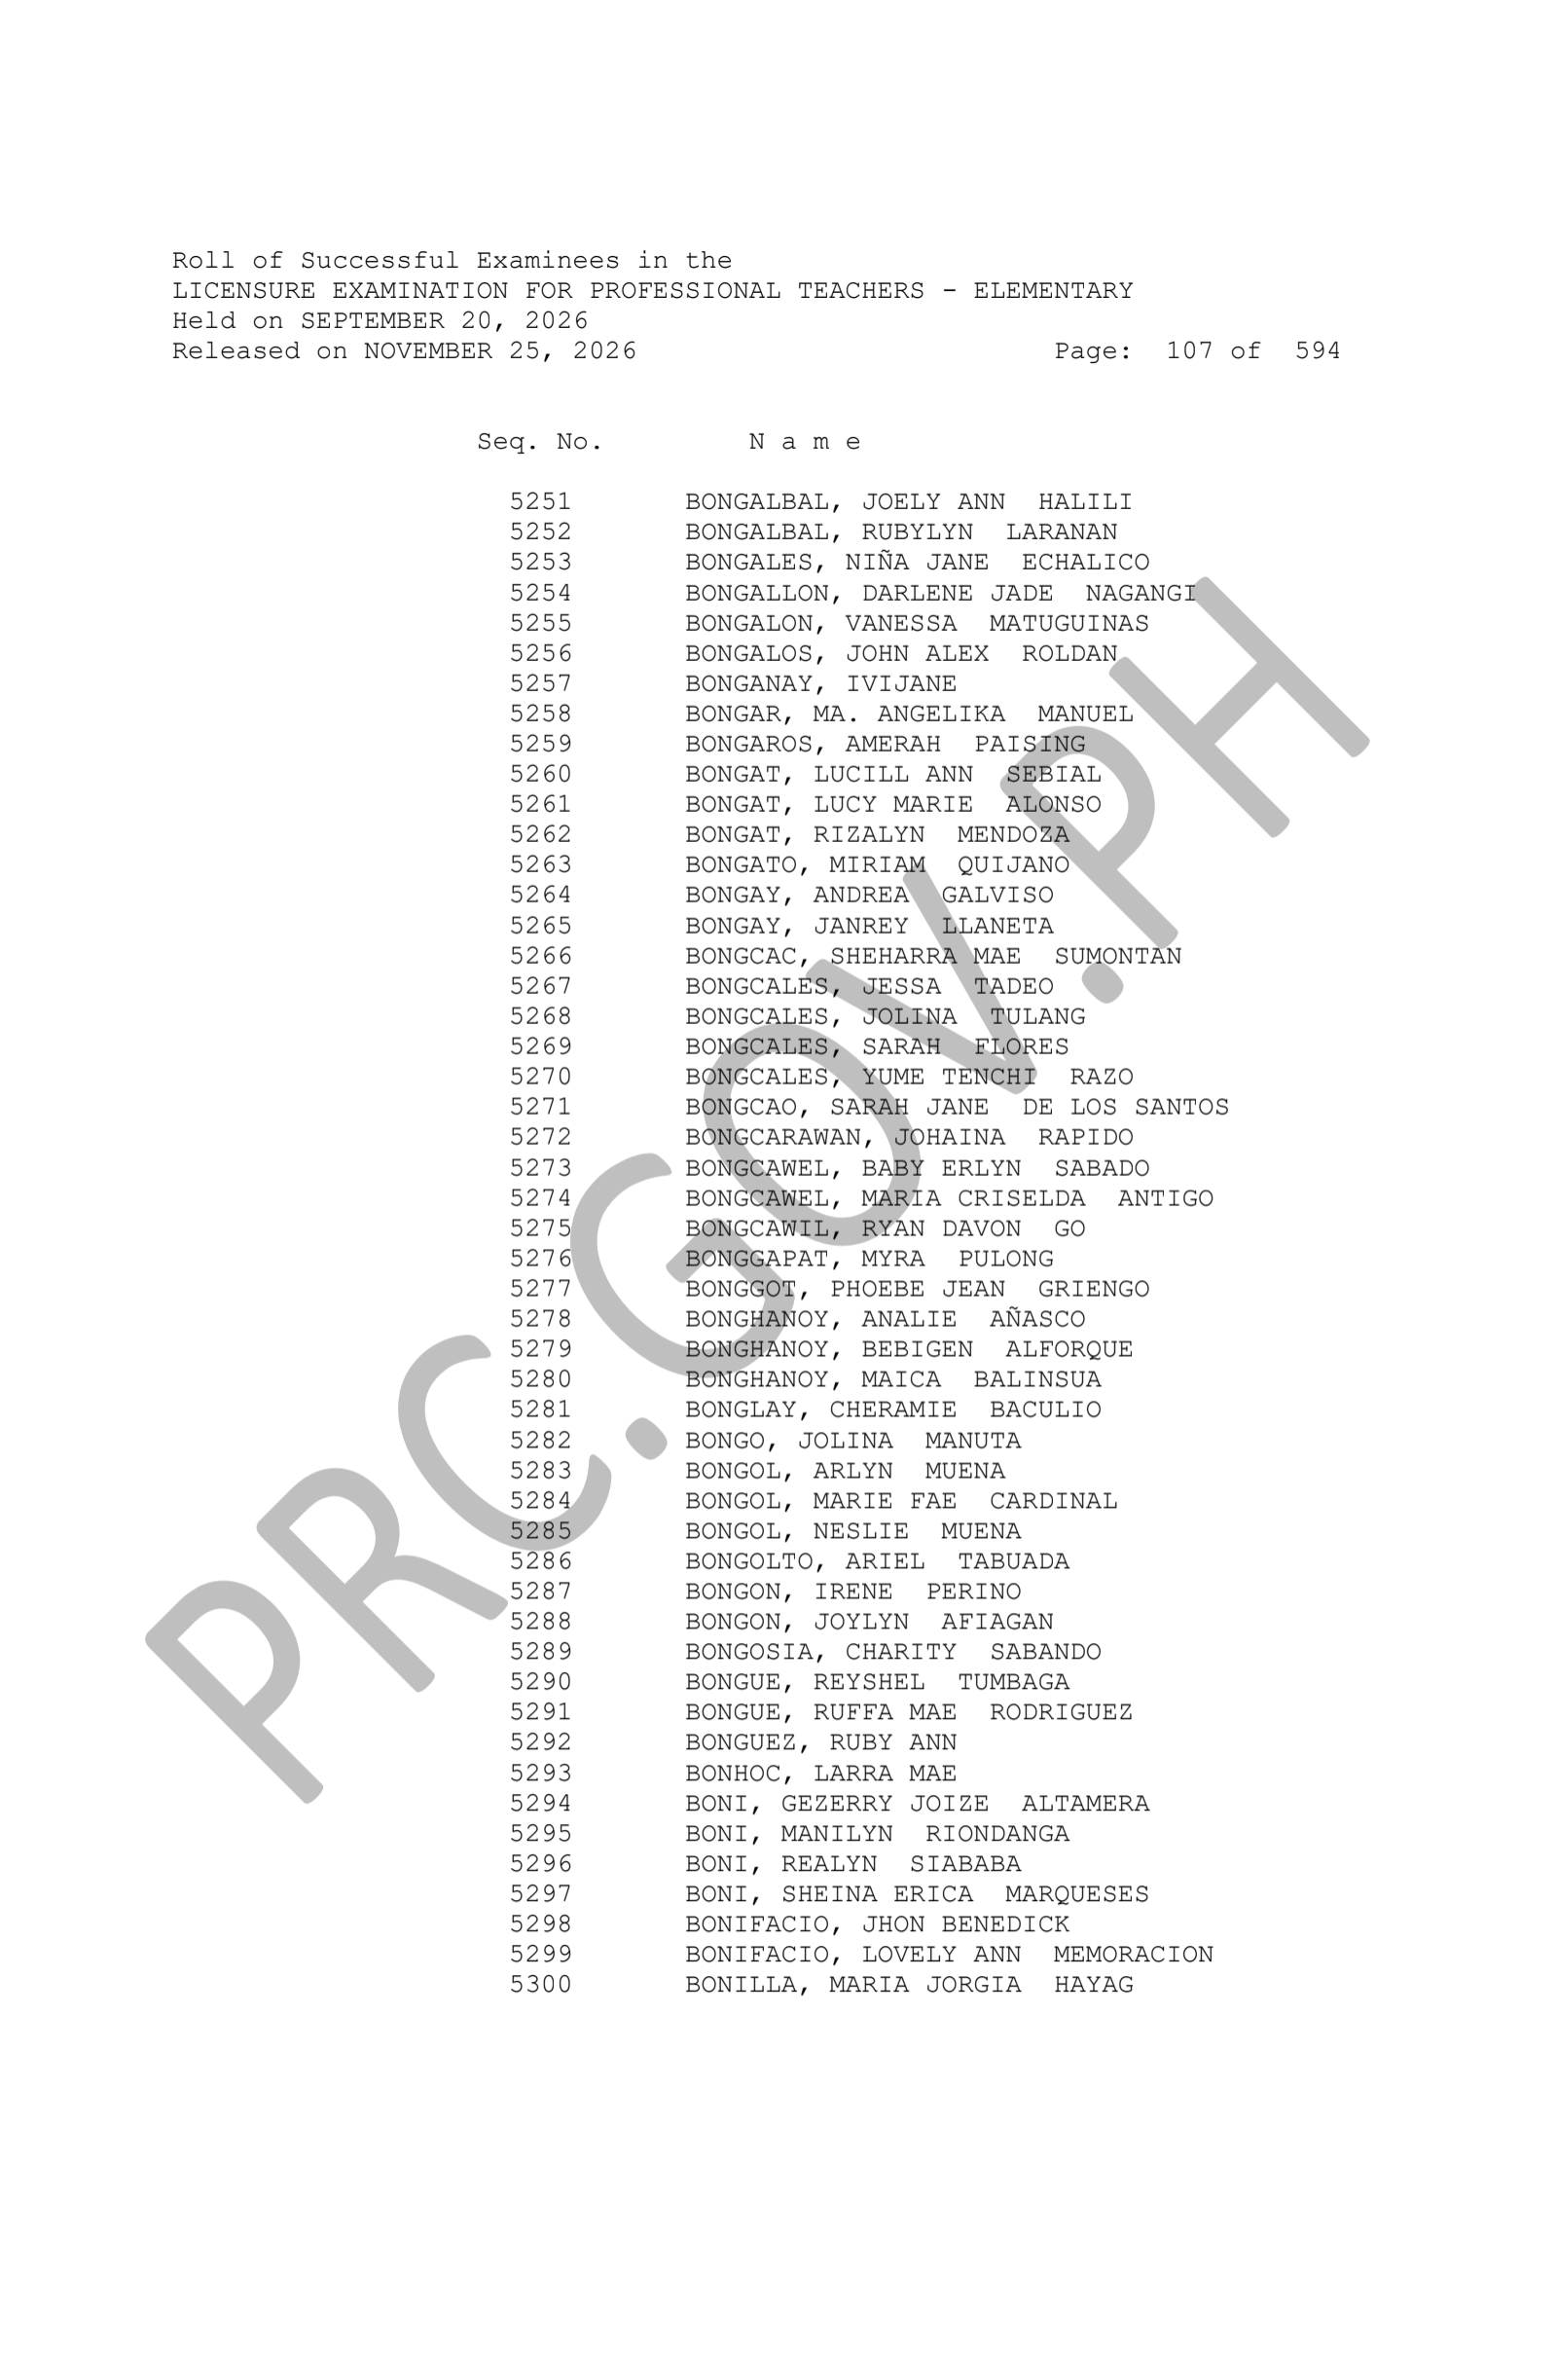 Roll of Successful Examinees in the
LICENSURE EXAMINATION FOR PROFESSIONAL TEACHERS - ELEMENTARY
Held on SEPTEMBER 20, 2026
Released on NOVEMBER 25, 2026 Page: 107 of 594
Seq. No. N a m e
5251 BONGALBAL, JOELY ANN HALILI
5252 BONGALBAL, RUBYLYN LARANAN
5253 BONGALES, NIÑA JANE ECHALICO
5254 BONGALLON, DARLENE JADE NAGANGI
5255 BONGALON, VANESSA MATUGUINAS
5256 BONGALOS, JOHN ALEX ROLDAN
5257 BONGANAY, IVIJANE
5258 BONGAR, MA. ANGELIKA MANUEL
5259 BONGAROS, AMERAH PAISING
5260 BONGAT, LUCILL ANN SEBIAL
5261 BONGAT, LUCY MARIE ALONSO
5262 BONGAT, RIZALYN MENDOZA
5263 BONGATO, MIRIAM QUIJANO
5264 BONGAY, ANDREA GALVISO
5265 BONGAY, JANREY LLANETA
5266 BONGCAC, SHEHARRA MAE SUMONTAN
5267 BONGCALES, JESSA TADEO
5268 BONGCALES, JOLINA TULANG
5269 BONGCALES, SARAH FLORES
5270 BONGCALES, YUME TENCHI RAZO
5271 BONGCAO, SARAH JANE DE LOS SANTOS
5272 BONGCARAWAN, JOHAINA RAPIDO
5273 BONGCAWEL, BABY ERLYN SABADO
5274 BONGCAWEL, MARIA CRISELDA ANTIGO
5275 BONGCAWIL, RYAN DAVON GO
5276 BONGGAPAT, MYRA PULONG
5277 BONGGOT, PHOEBE JEAN GRIENGO
5278 BONGHANOY, ANALIE AÑASCO
5279 BONGHANOY, BEBIGEN ALFORQUE
5280 BONGHANOY, MAICA BALINSUA
5281 BONGLAY, CHERAMIE BACULIO
5282 BONGO, JOLINA MANUTA
5283 BONGOL, ARLYN MUENA
5284 BONGOL, MARIE FAE CARDINAL
5285 BONGOL, NESLIE MUENA
5286 BONGOLTO, ARIEL TABUADA
5287 BONGON, IRENE PERINO
5288 BONGON, JOYLYN AFIAGAN
5289 BONGOSIA, CHARITY SABANDO
5290 BONGUE, REYSHEL TUMBAGA
5291 BONGUE, RUFFA MAE RODRIGUEZ
5292 BONGUEZ, RUBY ANN
5293 BONHOC, LARRA MAE
5294 BONI, GEZERRY JOIZE ALTAMERA
5295 BONI, MANILYN RIONDANGA
5296 BONI, REALYN SIABABA
5297 BONI, SHEINA ERICA MARQUESES
5298 BONIFACIO, JHON BENEDICK
5299 BONIFACIO, LOVELY ANN MEMORACION
5300 BONILLA, MARIA JORGIA HAYAG
PRC.GOV.PH